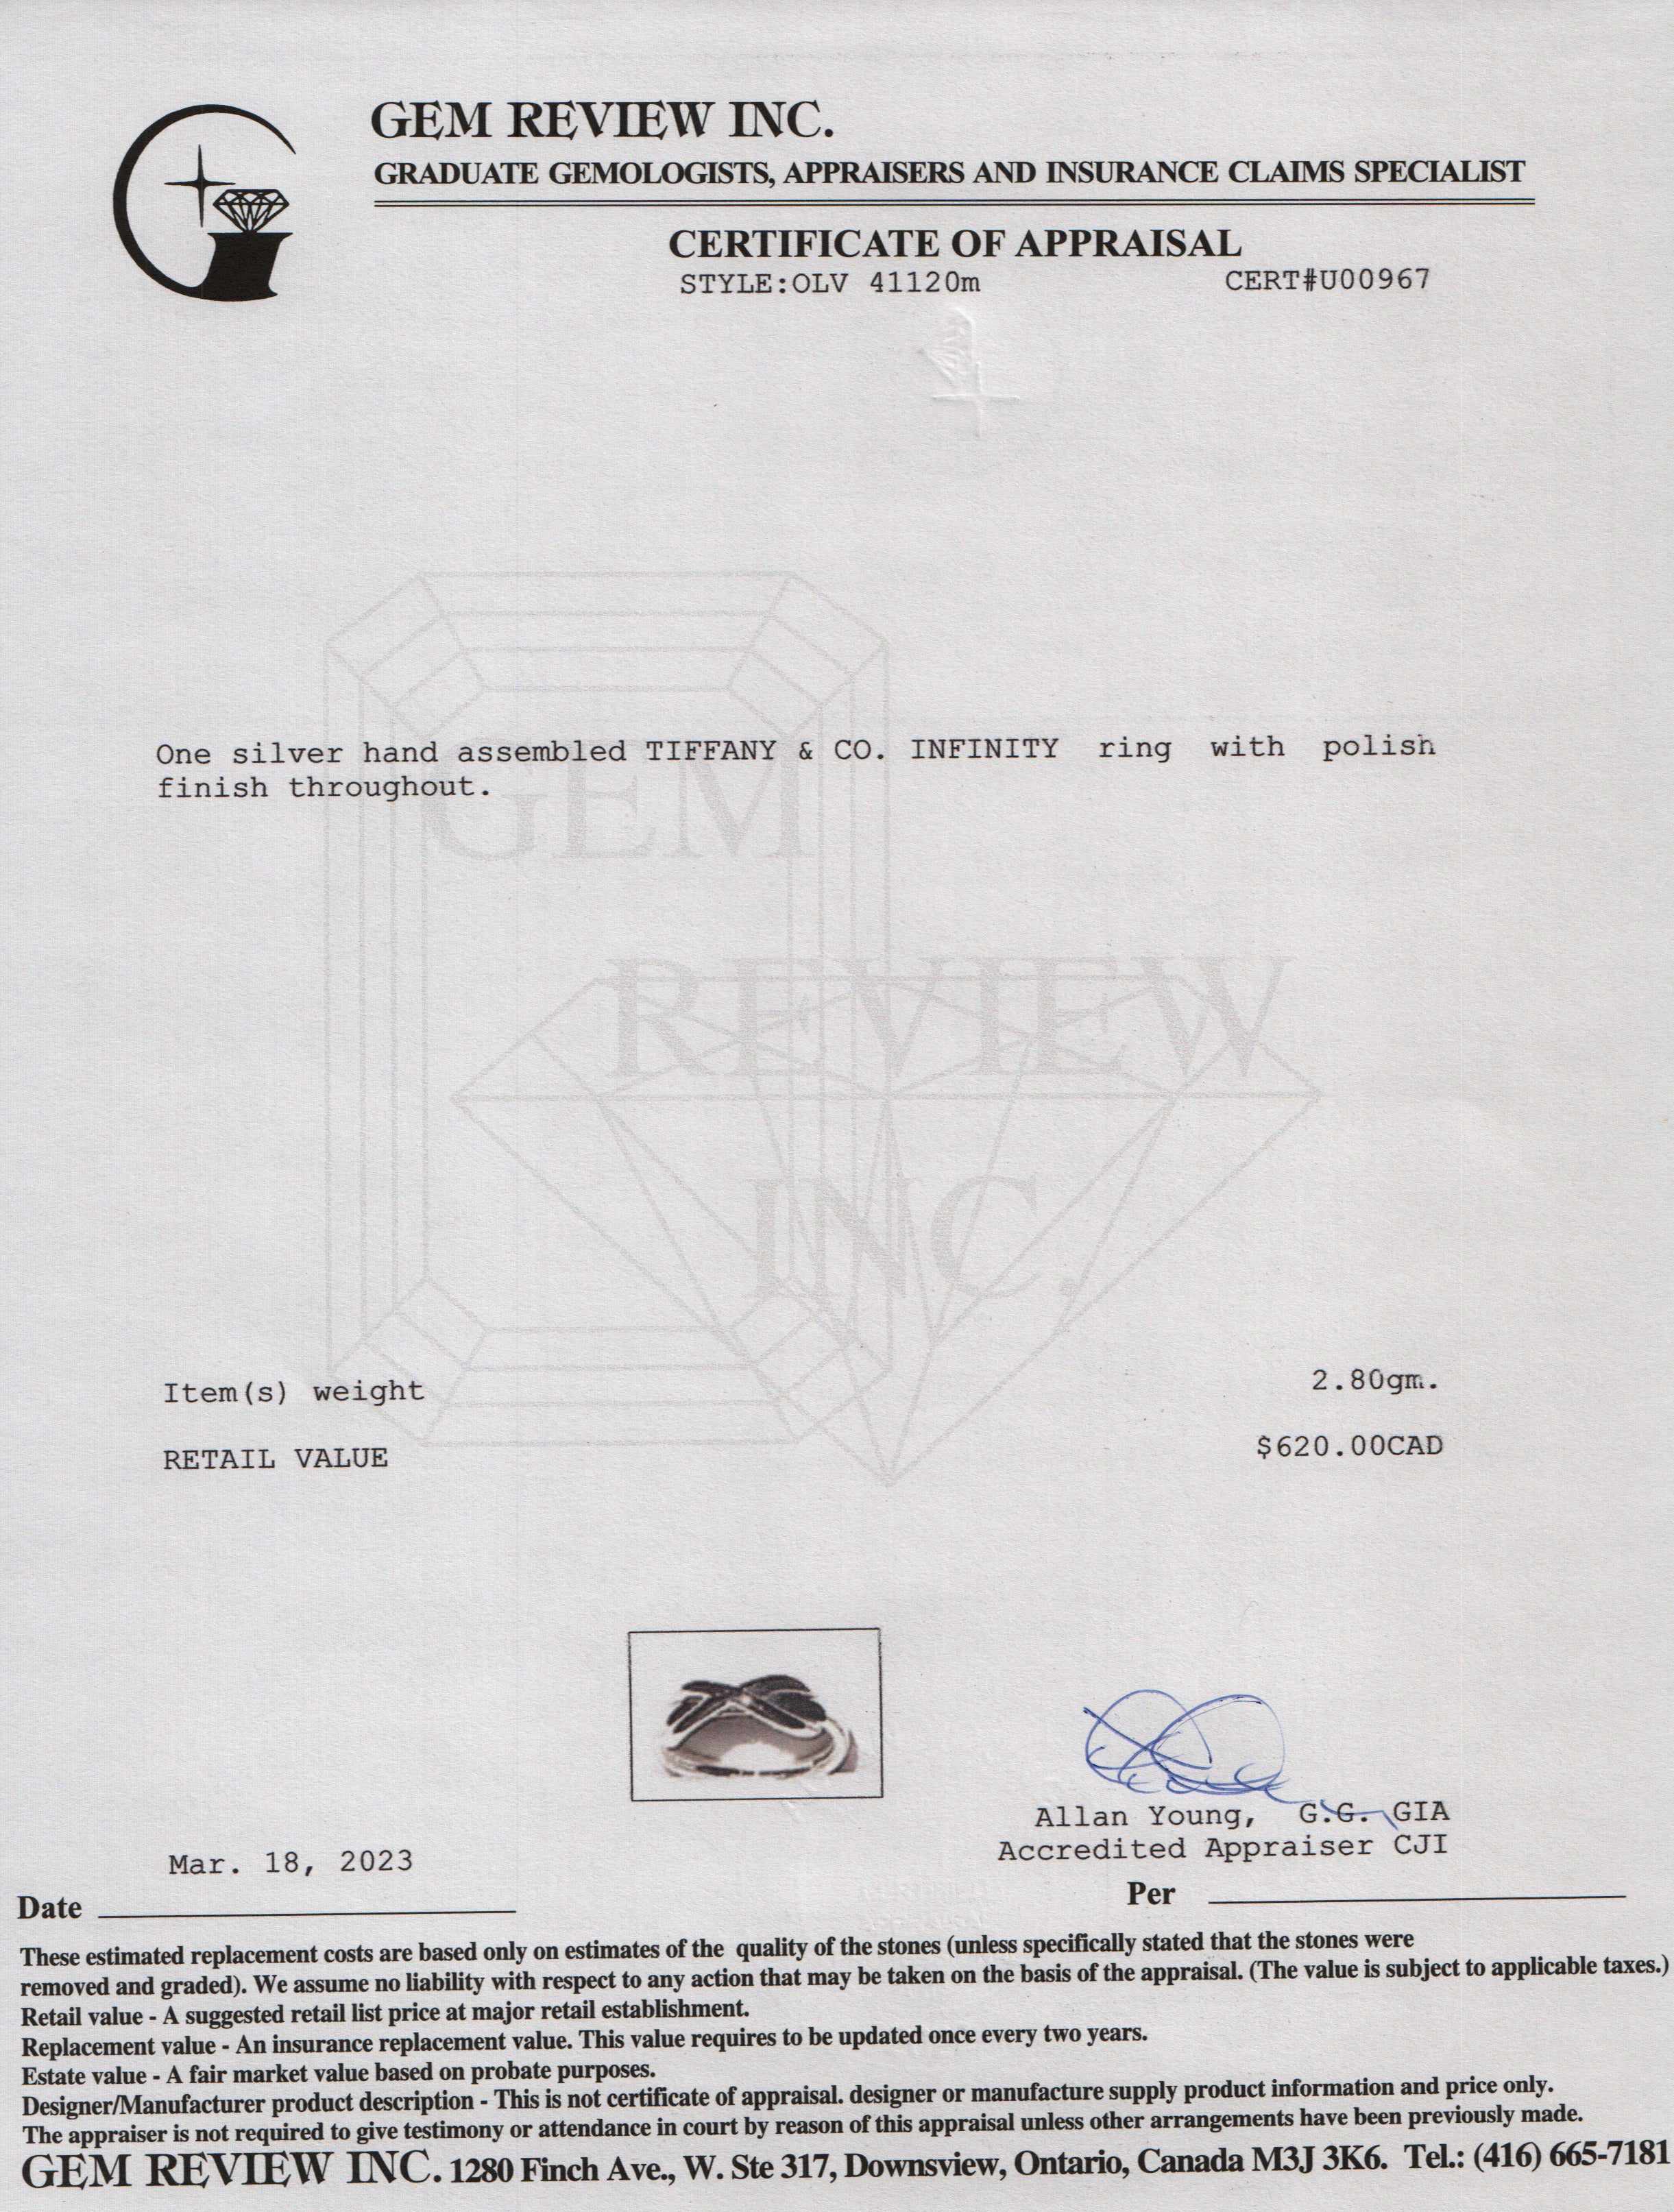 GEM REVIEW INC.
GRADUATE GEMOLOGISTS, APPRAISERS AND INSURANCE CLAIMS SPECIALIST
CERTIFICATE OF APPRAISAL
STYLE:OLV 41120m CERT#U00967
One silver hand assembled TIFFANY & CO. INFINITY ring with polish
finish throughout.
GEM
REVIEW
INC.
Item(s) weight 2.80gm.
RETAIL VALUE $620.00CAD
Allan Young, G.G. GIA
Accredited Appraiser CJI
Mar. 18, 2023
Date
Per
These estimated replacement costs are based only on estimates of the quality of the stones (unless specifically stated that the stones were
removed and graded). We assume no liability with respect to any action that may be taken on the basis of the appraisal. (The value is subject to applicable taxes.)
Retail value - A suggested retail list price at major retail establishment.
Replacement value - An insurance replacement value. This value requires to be updated once every two years.
Estate value - A fair market value based on probate purposes.
Designer/Manufacturer product description - This is not certificate of appraisal. designer or manufacture supply product information and price only.
The appraiser is not required to give testimony or attendance in court by reason of this appraisal unless other arrangements have been previously made.
GEM REVIEW INC. 1280 Finch Ave., W. Ste 317, Downsview, Ontario, Canada M3J 3K6. Tel.: (416) 665-7181